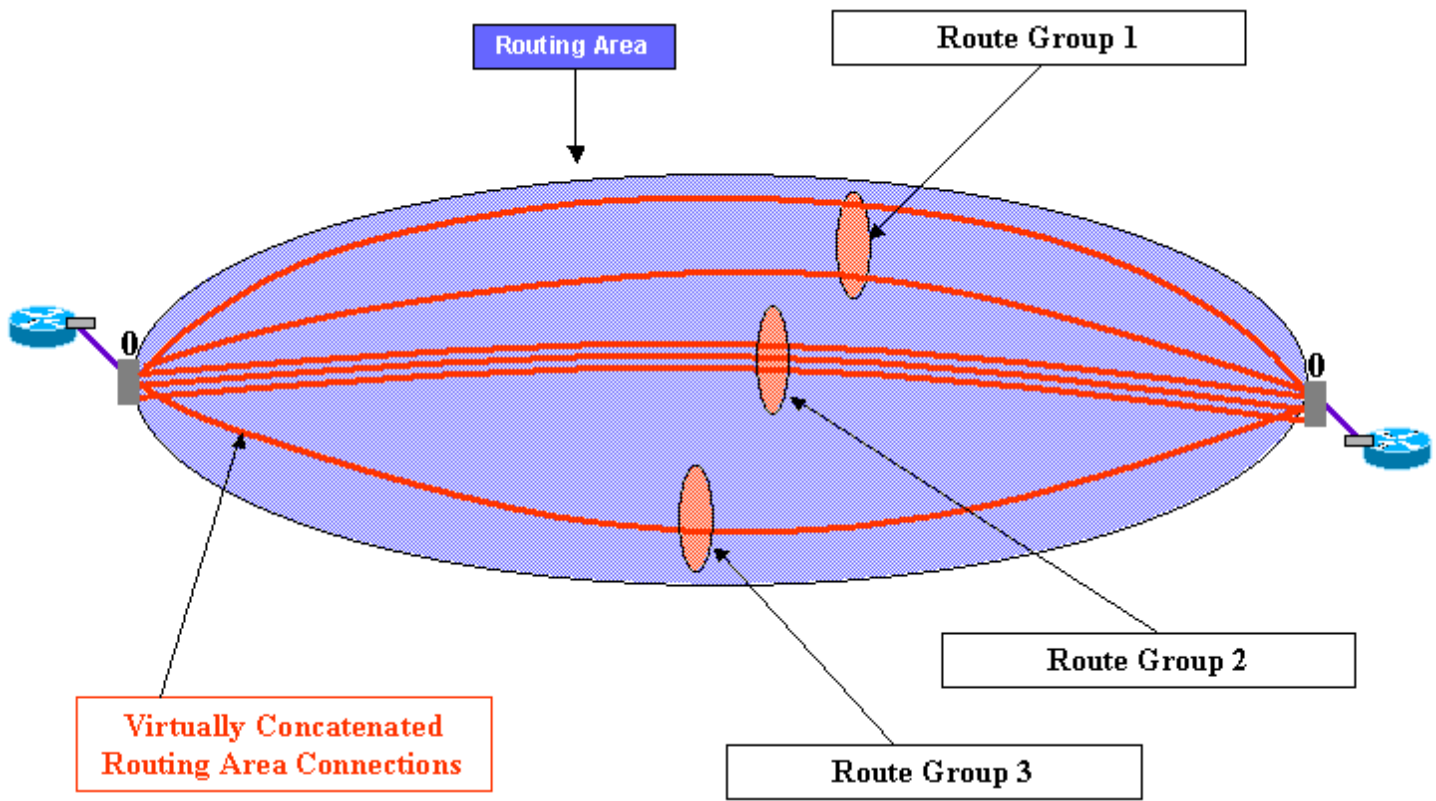 Routing Area
Route Group 1
0
0
Route Group 2
Virtually Concatenated
Routing Area Connections
Route Group 3